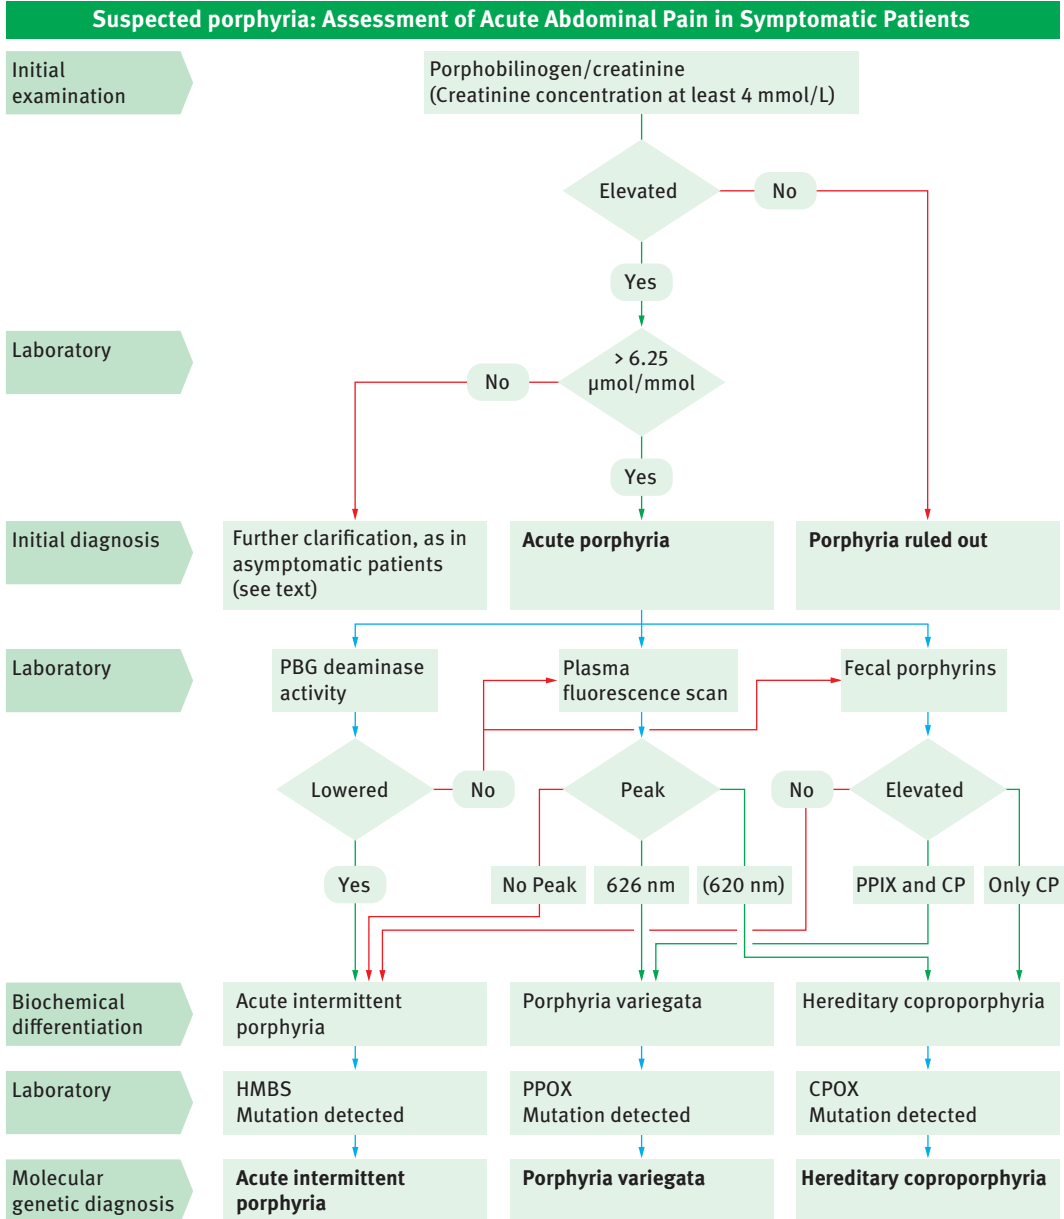 Suspected porphyria: Assessment of Acute Abdominal Pain in Symptomatic Patients
Initial
examination
Porphobilinogen/creatinine
(Creatinine concentration at least 4 mmol/L)
Elevated
No
Yes
Laboratory
> 6.25
μmol/mmol
No
Yes
Initial diagnosis
Further clarification, as in
asymptomatic patients
(see text)
Acute porphyria
Porphyria ruled out
Laboratory
PBG deaminase
activity
Plasma
fluorescence scan
Fecal porphyrins
Lowered
No
Peak
No
Elevated
Yes
No Peak
626 nm
(620 nm)
PPIX and CP
Only CP
Biochemical
differentiation
Acute intermittent
porphyria
Porphyria variegata
Hereditary coproporphyria
Laboratory
HMBS
Mutation detected
PPOX
Mutation detected
CPOX
Mutation detected
Molecular
genetic diagnosis
Acute intermittent
porphyria
Porphyria variegata
Hereditary coproporphyria